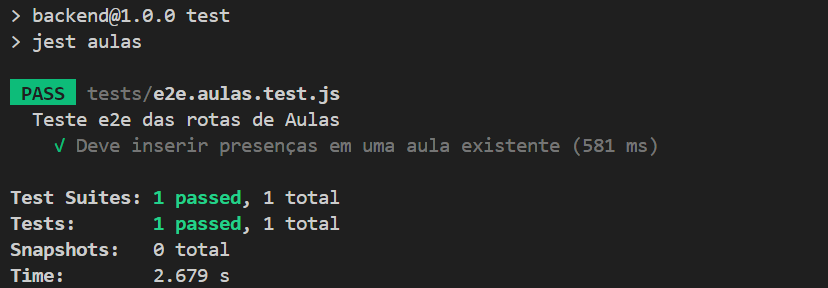 > backend@1.0.0 test
> jest aulas
PASS tests/e2e.aulas.test.js
Teste e2e das rotas de Aulas
√ Deve inserir presenças em uma aula existente (581 ms)
Test Suites: 1 passed, 1 total
Tests: 1 passed, 1 total
Snapshots: 0 total
Time: 2.679 s